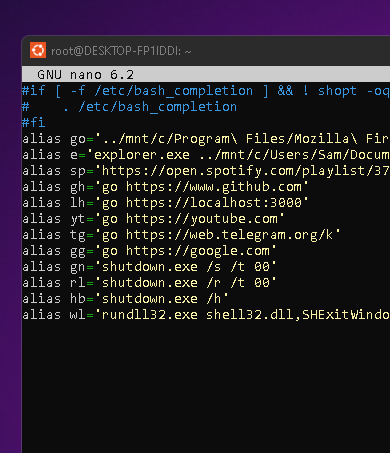 root@DESKTOP-FP1IDDI: ~
GNU nano 6.2
#if [ -f /etc/bash_completion ] && ! shopt -oq
#    . /etc/bash_completion
#fi
alias go='../mnt/c/Program\ Files/Mozilla\ Fir
alias e='explorer.exe ../mnt/c/Users/Sam/Docum
alias sp='https://open.spotify.com/playlist/37
alias gh='go https://www.github.com'
alias lh='go https://localhost:3000'
alias yt='go https://youtube.com'
alias tg='go https://web.telegram.org/k'
alias gg='go https://google.com'
alias gn='shutdown.exe /s /t 00'
alias rl='shutdown.exe /r /t 00'
alias hb='shutdown.exe /h'
alias wl='rundll32.exe shell32.dll,SHExitWindo